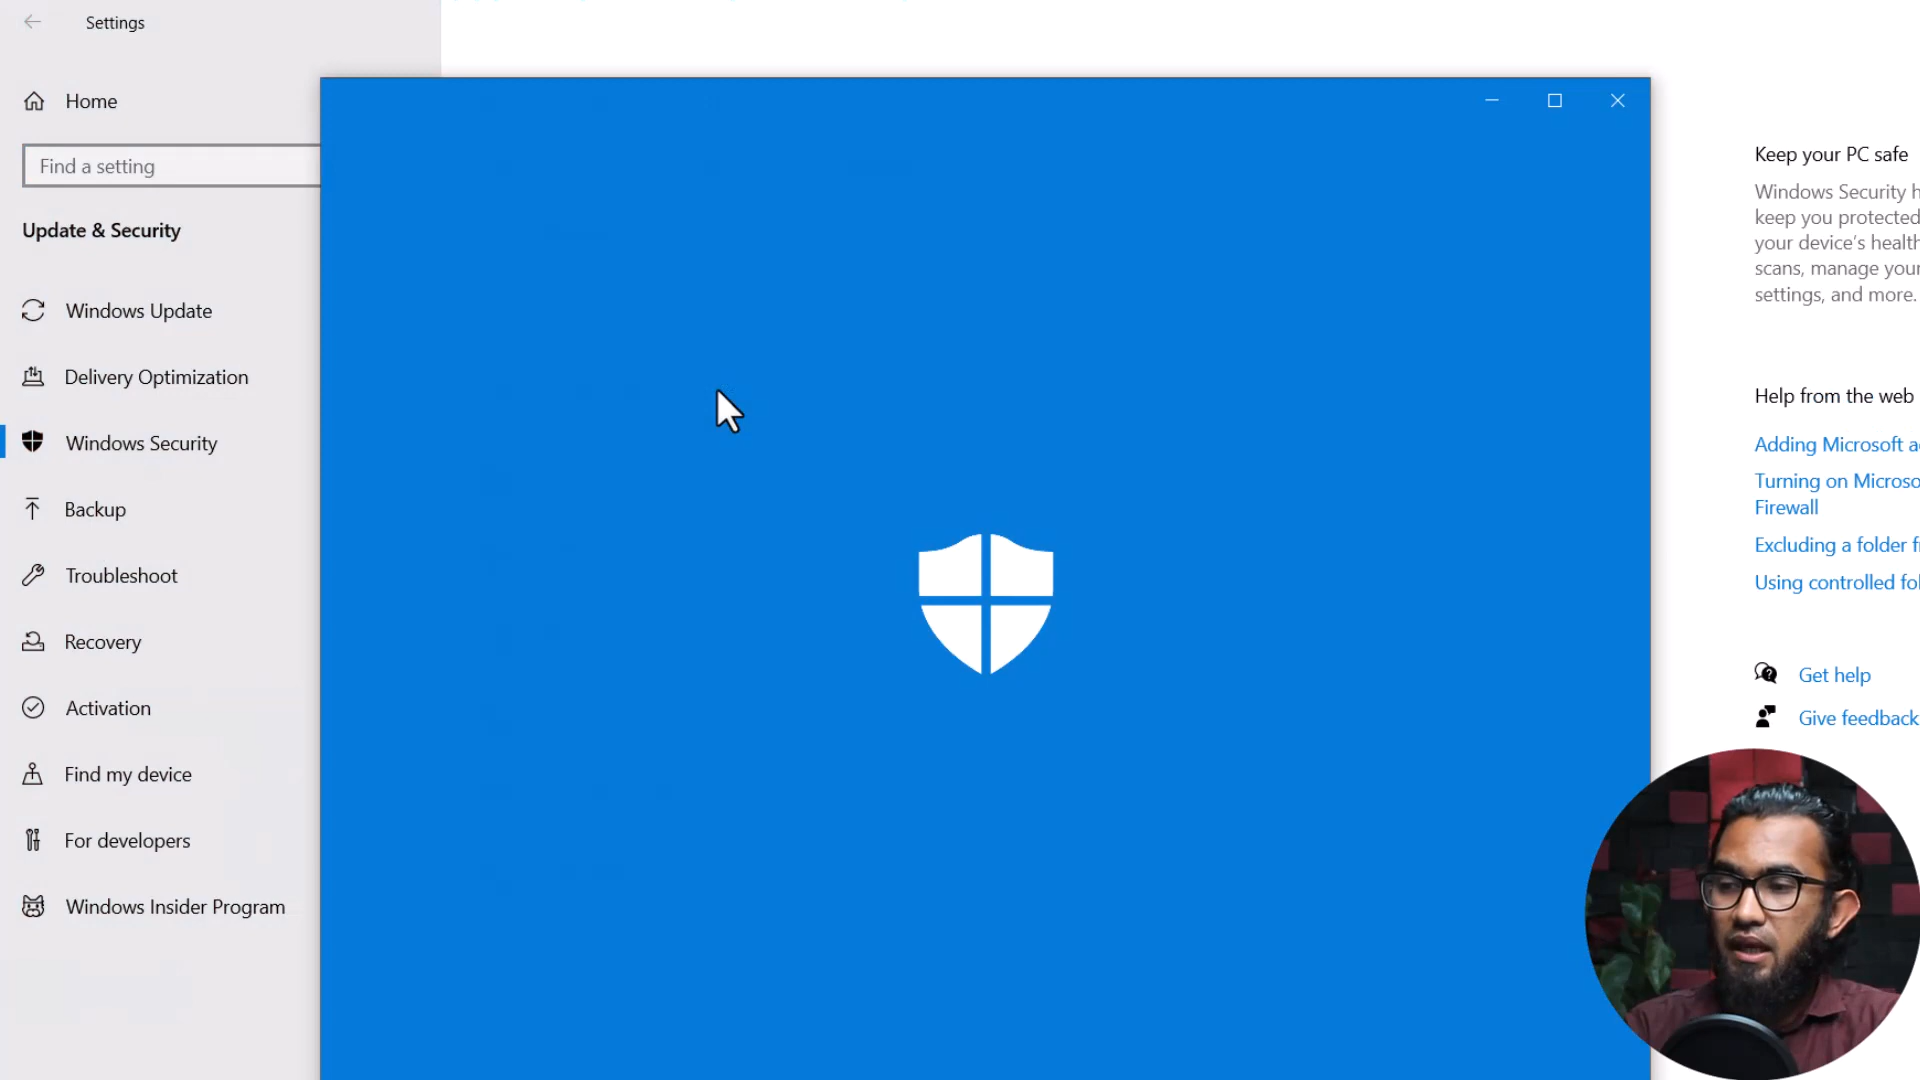 Settings
Home
Find a setting
Update & Security
Windows Update
Delivery Optimization
Windows Security
Backup
Troubleshoot
Recovery
Activation
Find my device
For developers
Windows Insider Program
Keep your PC safe
Windows Security h
keep you protected
your device's health
scans, manage your
settings, and more.
Help from the web
Adding Microsoft a
Turning on Microso
Firewall
Excluding a folder f
Using controlled fol
Get help
Give feedback